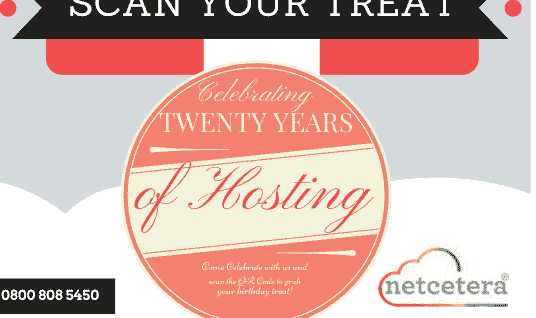 SCAN YOUR TREAT
Celebrating
TWENTY YEARS
of Hosting
Come Celebrate with us and
scan the QR Code to grab
your birthday treat!
0800 808 5450
netcetera®